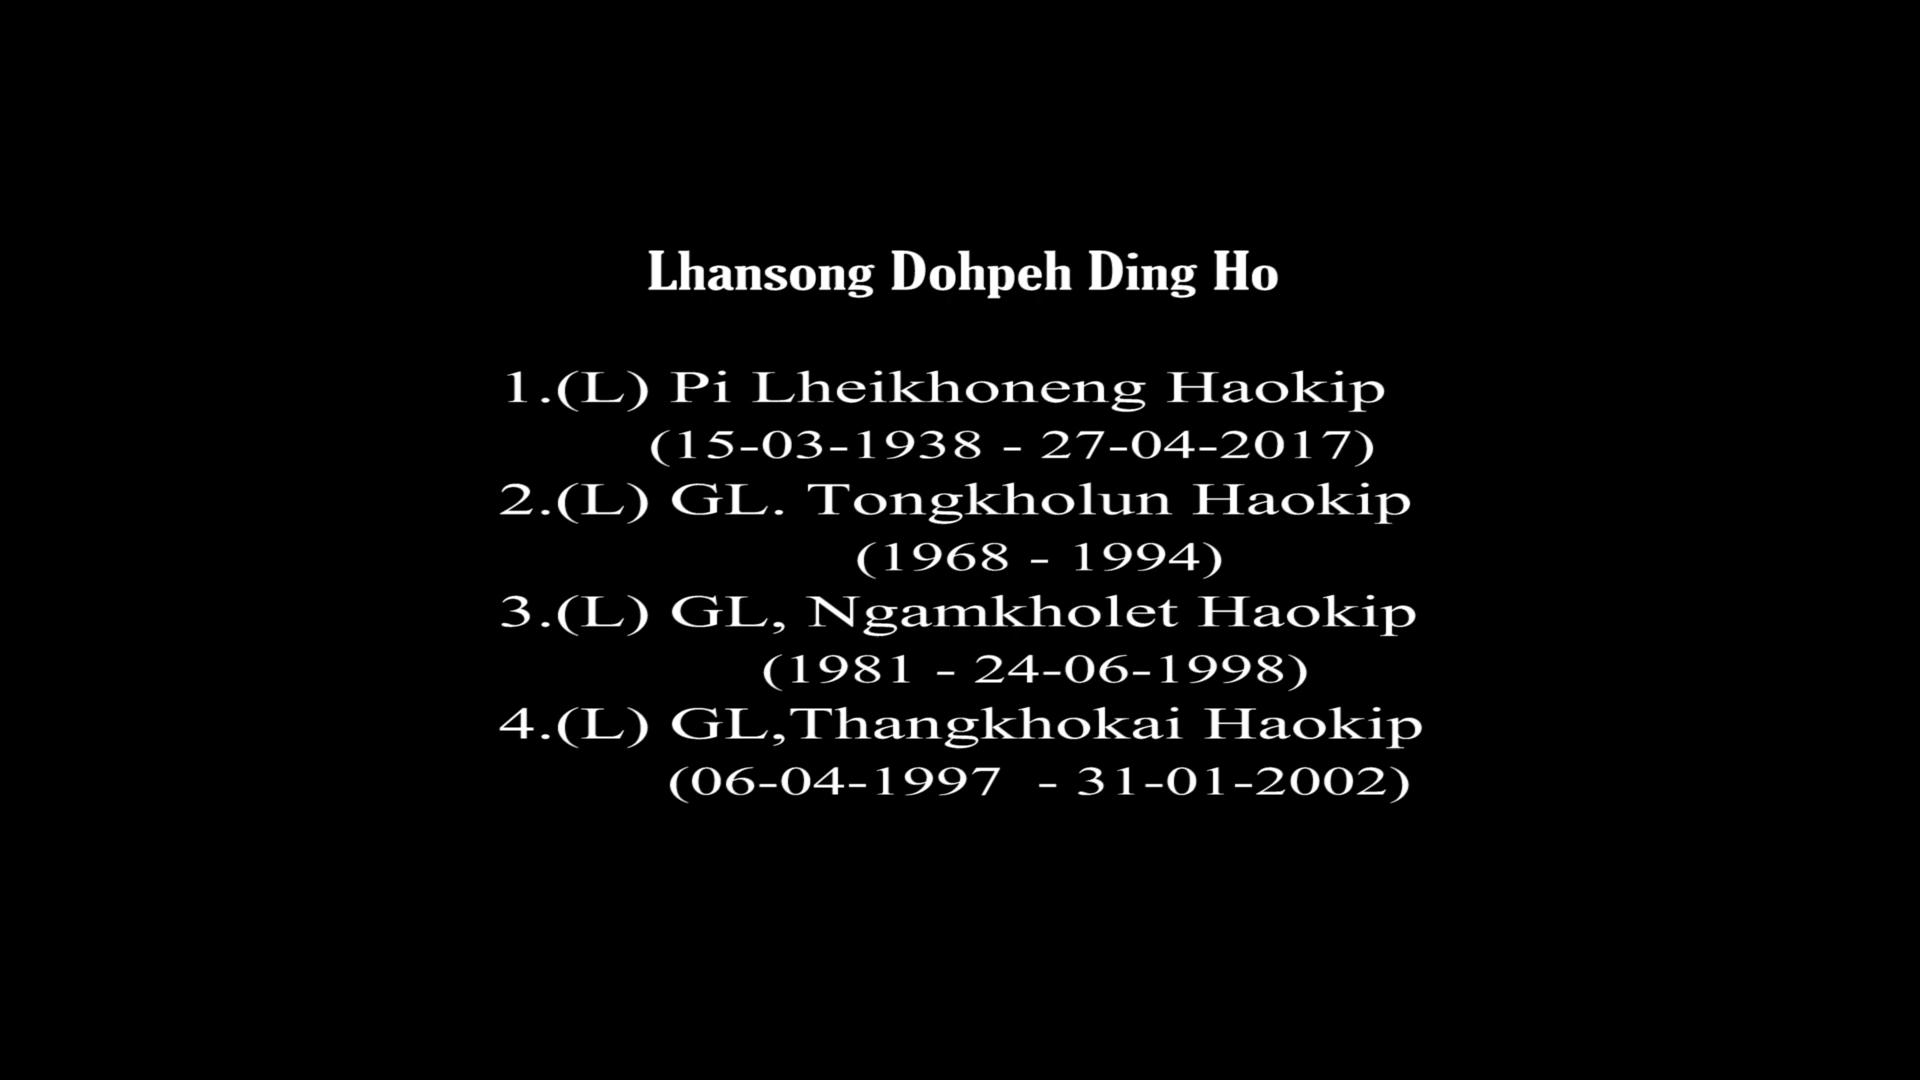 Lhansong Dohpeh Ding Ho
1.(L) Pi Lheikhoneng Haokip
(15-03-1938 - 27-04-2017)
2.(L) GL. Tongkholun Haokip
(1968 - 1994)
3.(L) GL, Ngamkholet Haokip
(1981 - 24-06-1998)
4.(L) GL,Thangkhokai Haokip
(06-04-1997 - 31-01-2002)